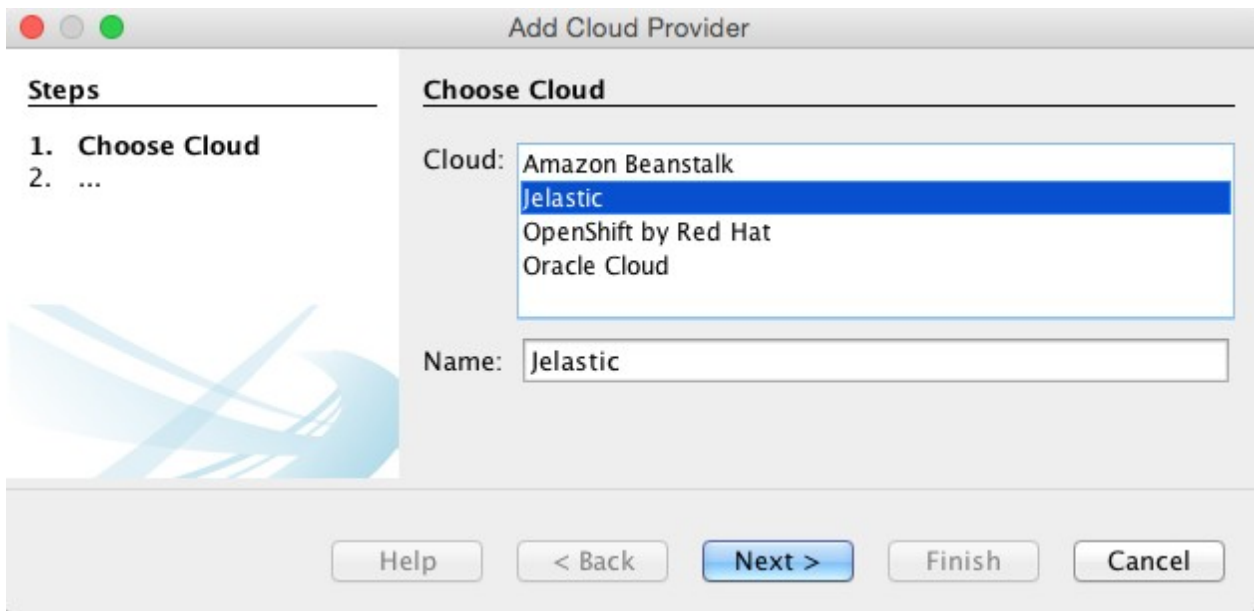 Add Cloud Provider
Steps
1. Choose Cloud
2. ...
Choose Cloud
Cloud:
Amazon Beanstalk
Jelastic
OpenShift by Red Hat
Oracle Cloud
Name: Jelastic
Help < Back Next > Finish Cancel